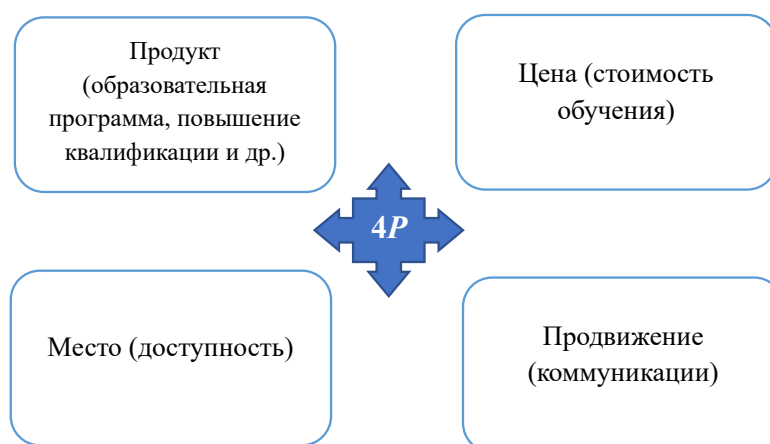 Продукт
(образовательная
программа, повышение
квалификации и др.)
Цена (стоимость
обучения)
4P
Место (доступность)
Продвижение
(коммуникации)